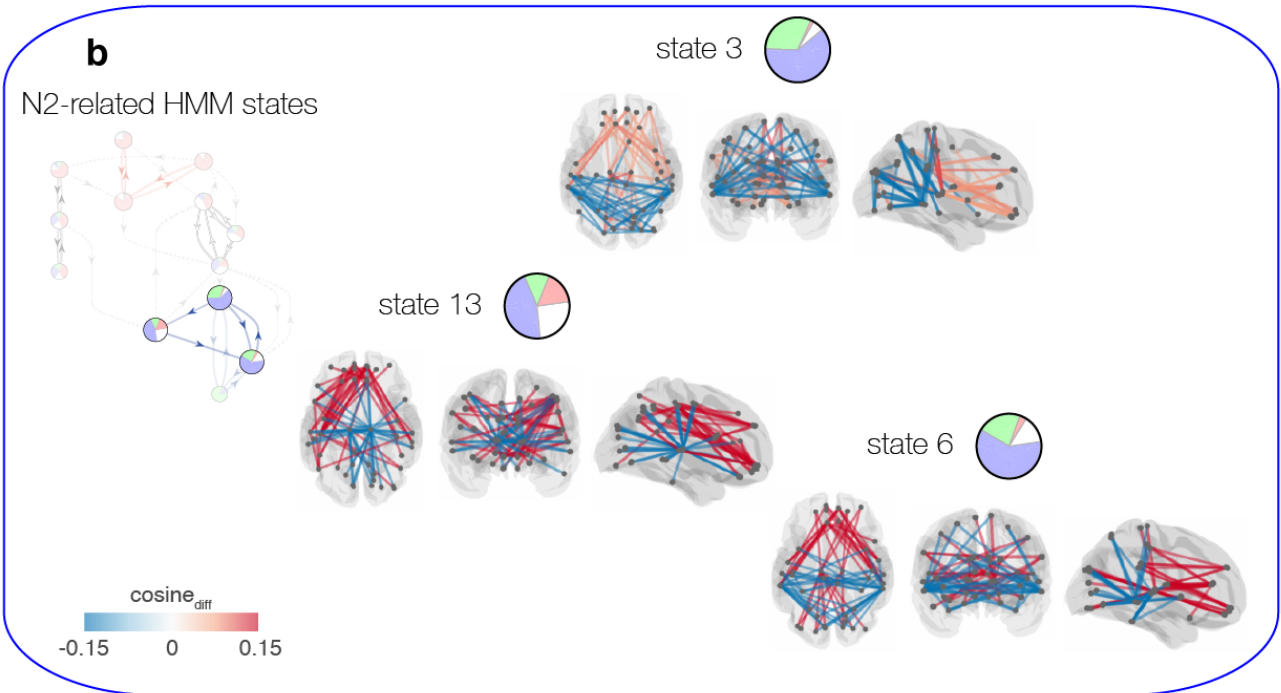 b
state 3
N2-related HMM states
state 13
state 6
cosine_diff
-0.15 0 0.15